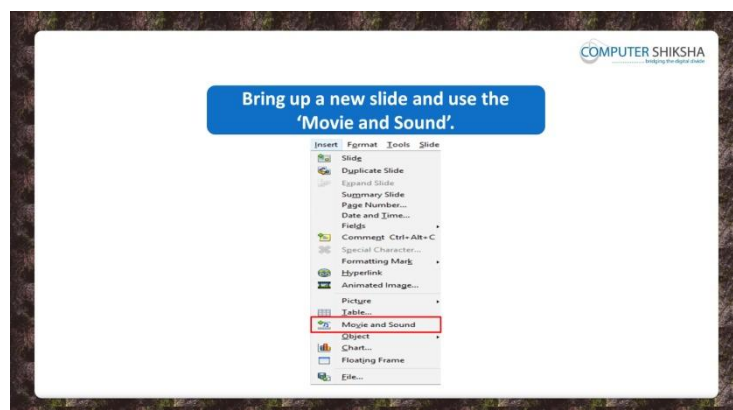 COMPUTER SHIKSHA
bridging the digital divide
Bring up a new slide and use the
‘Movie and Sound’.
Insert Format Tools Slide
Slide
Duplicate Slide
Expand Slide
Summary Slide
Page Number...
Date and Time...
Fields
Comment Ctrl+Alt+C
Special Character...
Formatting Mark
Hyperlink
Animated Image...
Picture
Table...
Movie and Sound
Object
Chart...
Floating Frame
File...